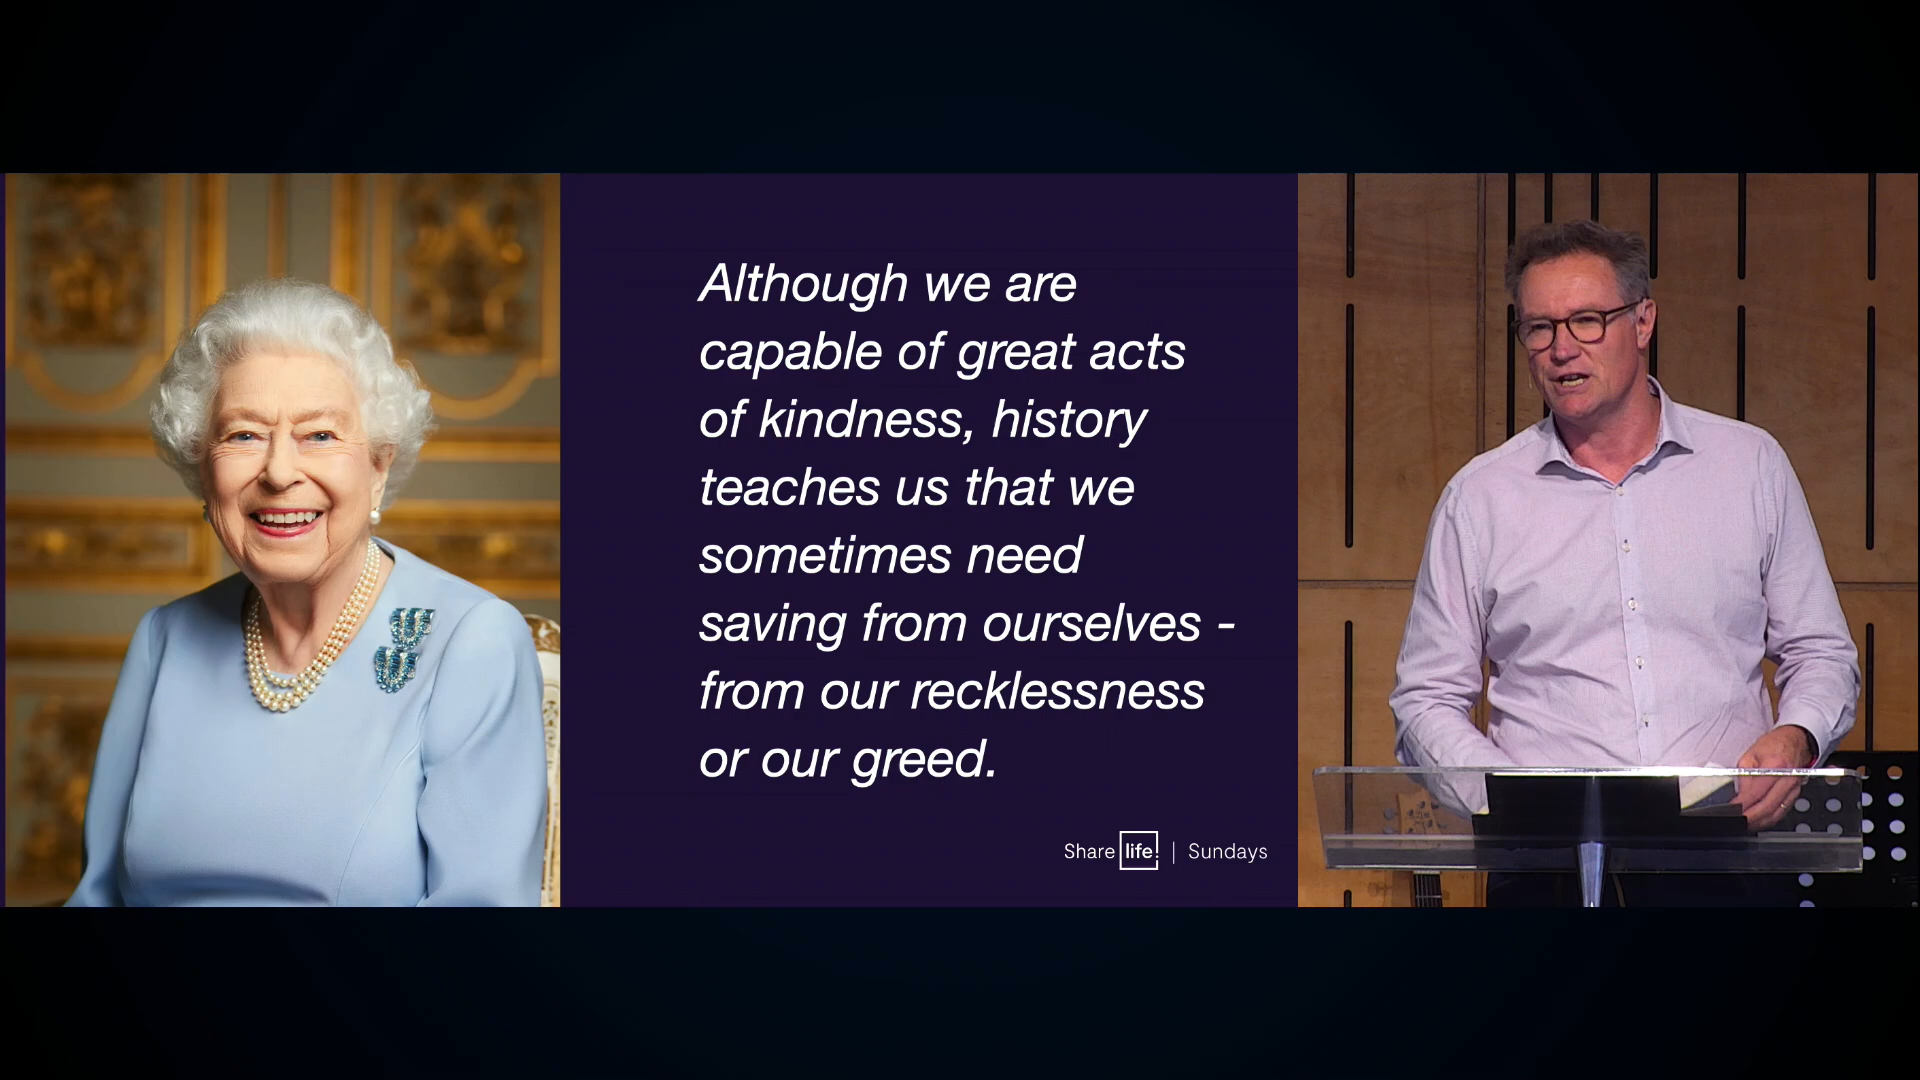 Although we are
capable of great acts
of kindness, history
teaches us that we
sometimes need
saving from ourselves -
from our recklessness
or our greed.
Share life! | Sundays